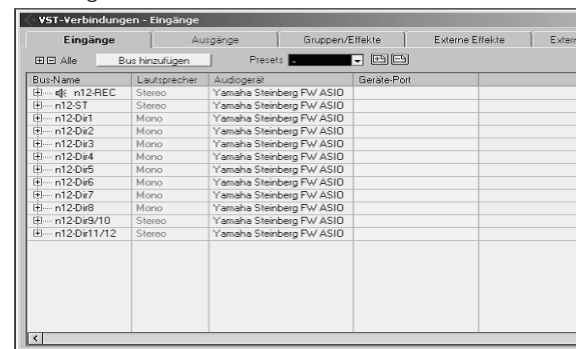 VST-Verbindungen - Eingänge
Eingänge Ausgänge Gruppen/Effekte Externe Effekte Extern
Alle Bus hinzufügen Presets -
Bus-Name Lautsprecher Audiogerät Geräte-Port
n12-REC Stereo Yamaha Steinberg FW ASIO
n12-ST Stereo Yamaha Steinberg FW ASIO
n12-Dir1 Mono Yamaha Steinberg FW ASIO
n12-Dir2 Mono Yamaha Steinberg FW ASIO
n12-Dir3 Mono Yamaha Steinberg FW ASIO
n12-Dir4 Mono Yamaha Steinberg FW ASIO
n12-Dir5 Mono Yamaha Steinberg FW ASIO
n12-Dir6 Mono Yamaha Steinberg FW ASIO
n12-Dir7 Mono Yamaha Steinberg FW ASIO
n12-Dir8 Mono Yamaha Steinberg FW ASIO
n12-Dir9/10 Stereo Yamaha Steinberg FW ASIO
n12-Dir11/12 Stereo Yamaha Steinberg FW ASIO